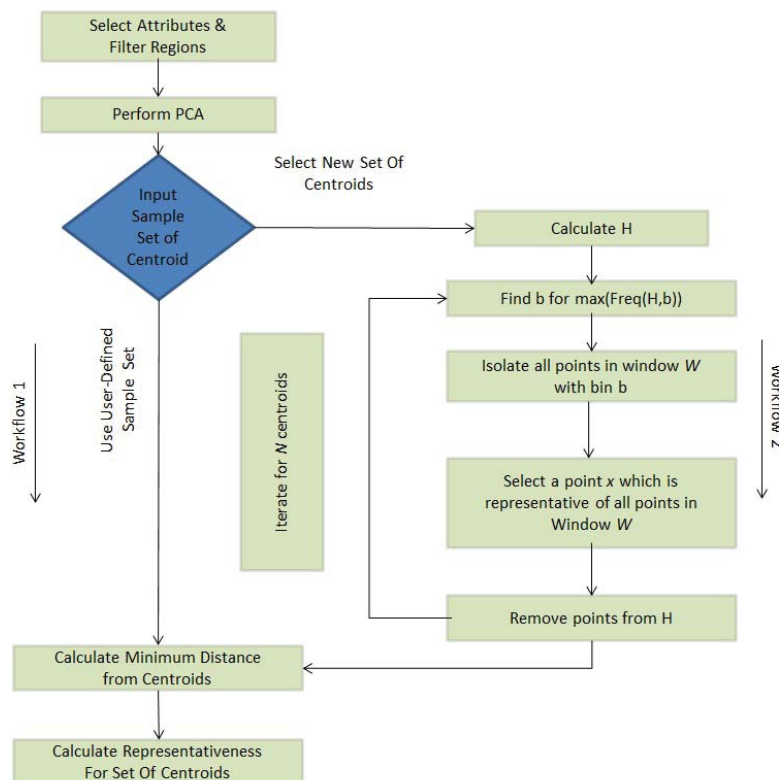 Select Attributes &
Filter Regions
Perform PCA
Input
Sample
Set of
Centroid
Select New Set Of
Centroids
Calculate H
Find b for max(Freq(H,b))
Isolate all points in window W
with bin b
Select a point x which is
representative of all points in
Window W
Remove points from H
Workflow 1
Use User-Defined
Sample Set
Iterate for N centroids
Workflow 2
Calculate Minimum Distance
from Centroids
Calculate Representativeness
For Set Of Centroids